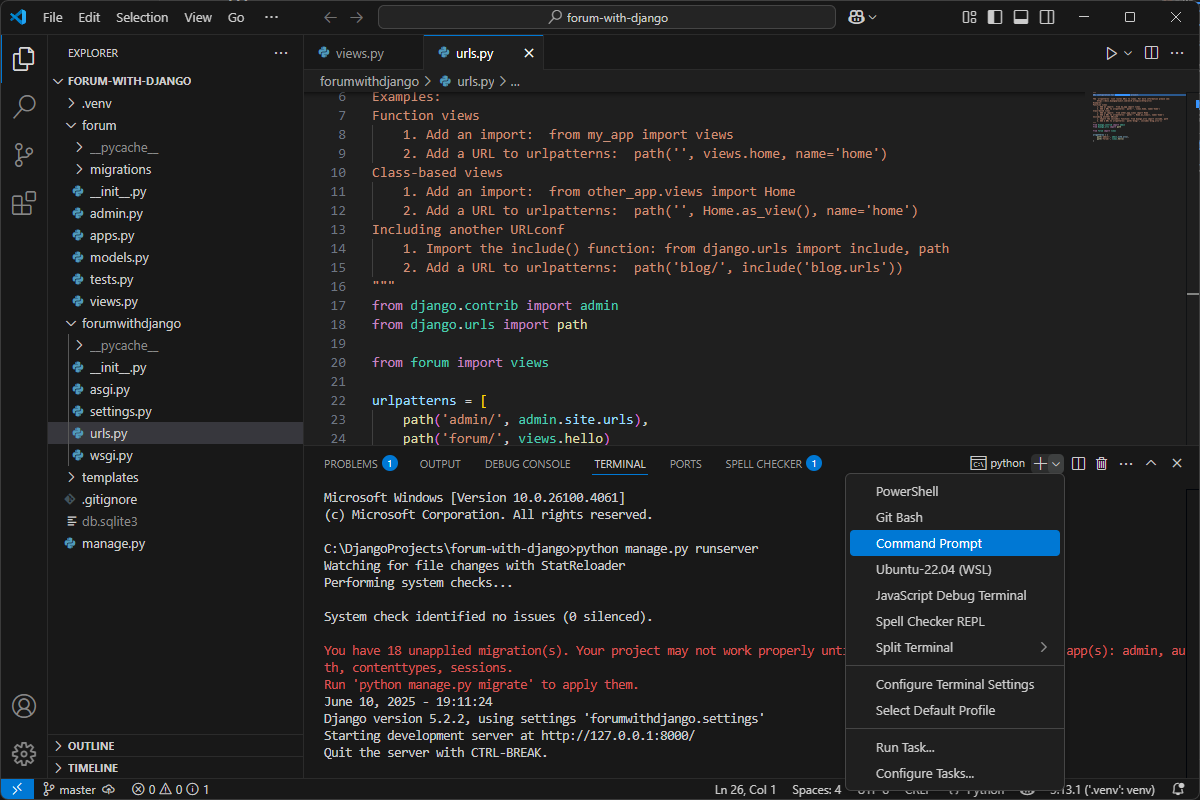 File Edit Selection View Go ··· forum-with-django
EXPLORER ···
FORUM-WITH-DJANGO
.venv
forum
__pycache__
migrations
__init__.py
admin.py
apps.py
models.py
tests.py
views.py
forumwithdjango
__pycache__
__init__.py
asgi.py
settings.py
urls.py
wsgi.py
templates
.gitignore
db.sqlite3
manage.py
OUTLINE
TIMELINE
views.py urls.py
forumwithdjango > urls.py > ...
6 Examples:
7 Function views
8 1. Add an import:  from my_app import views
9 2. Add a URL to urlpatterns:  path('', views.home, name='home')
10 Class-based views
11 1. Add an import:  from other_app.views import Home
12 2. Add a URL to urlpatterns:  path('', Home.as_view(), name='home')
13 Including another URLconf
14 1. Import the include() function: from django.urls import include, path
15 2. Add a URL to urlpatterns:  path('blog/', include('blog.urls'))
16 """
17 from django.contrib import admin
18 from django.urls import path
19
20 from forum import views
21
22 urlpatterns = [
23 path('admin/', admin.site.urls),
24 path('forum/', views.hello)
PROBLEMS 1 OUTPUT DEBUG CONSOLE TERMINAL PORTS SPELL CHECKER 1 python
Microsoft Windows [Version 10.0.26100.4061]
(c) Microsoft Corporation. All rights reserved.
C:\DjangoProjects\forum-with-django>python manage.py runserver
Watching for file changes with StatReloader
Performing system checks...
System check identified no issues (0 silenced).
You have 18 unapplied migration(s). Your project may not work properly unti app(s): admin, au
th, contenttypes, sessions.
Run 'python manage.py migrate' to apply them.
June 10, 2025 - 19:11:24
Django version 5.2.2, using settings 'forumwithdjango.settings'
Starting development server at http://127.0.0.1:8000/
Quit the server with CTRL-BREAK.
PowerShell
Git Bash
Command Prompt
Ubuntu-22.04 (WSL)
JavaScript Debug Terminal
Spell Checker REPL
Split Terminal
Configure Terminal Settings
Select Default Profile
Run Task...
Configure Tasks...
master 0 0 1 Ln 26, Col 1 Spaces: 4 UTF-8 CRLF Python 3.13.1 ('.venv': venv)